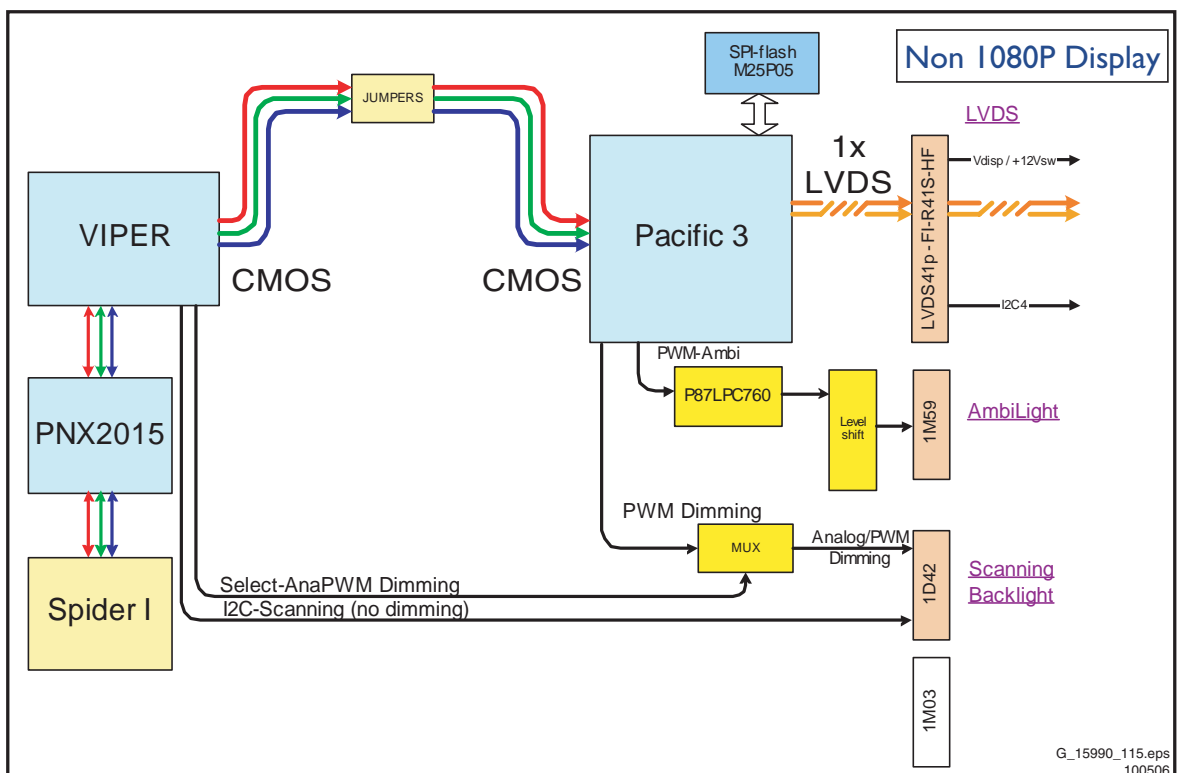 SPI-flash
M25P05
Non 1080P Display
JUMPERS
LVDS
1x
LVDS
Vdisp / +12Vsw
VIPER
Pacific 3
LVDS41p - FI-R41S-HF
CMOS
CMOS
I2C4
PWM-Ambi
P87LPC760
Level
shift
1M59
AmbiLight
PNX2015
PWM Dimming
MUX
Analog/PWM
Dimming
1D42
Scanning
Backlight
Select-AnaPWM Dimming
I2C-Scanning (no dimming)
Spider I
1M03
G_15990_115.eps
100506